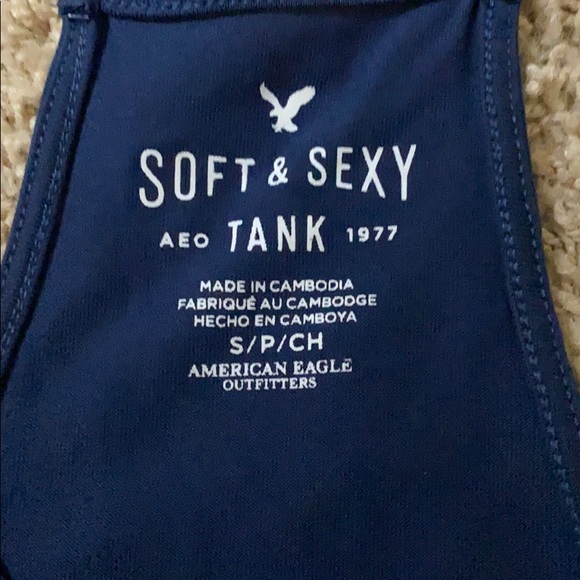 SOFT & SEXY
AEO TANK 1977
MADE IN CAMBODIA
FABRIQUÉ AU CAMBODGE
HECHO EN CAMBOYA
S/P/CH
AMERICAN EAGLE
OUTFITTERS